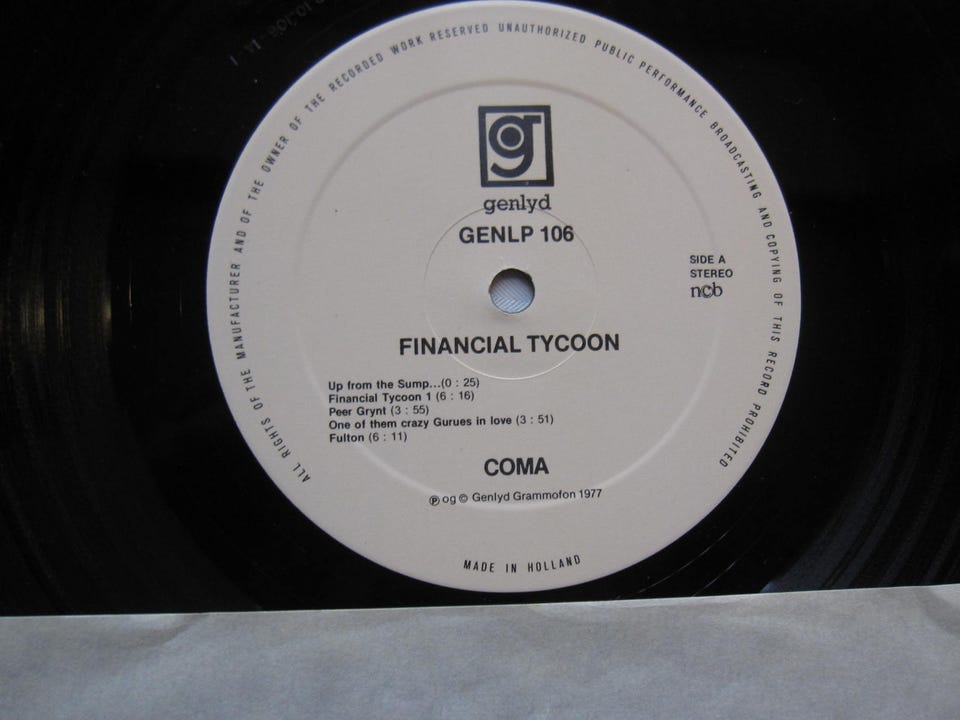 ALL RIGHTS OF THE MANUFACTURER AND OF THE OWNER OF THE RECORDED WORK RESERVED UNAUTHORIZED PUBLIC PERFORMANCE BROADCASTING AND COPYING OF THIS RECORD PROHIBITED
g
genlyd
GENLP 106
SIDE A
STEREO
ncb
FINANCIAL TYCOON
Up from the Sump...(0 : 25)
Financial Tycoon 1 (6 : 16)
Peer Grynt (3 : 55)
One of them crazy Gurues in love (3 : 51)
Fulton (6 : 11)
COMA
℗ og © Genlyd Grammofon 1977
MADE IN HOLLAND